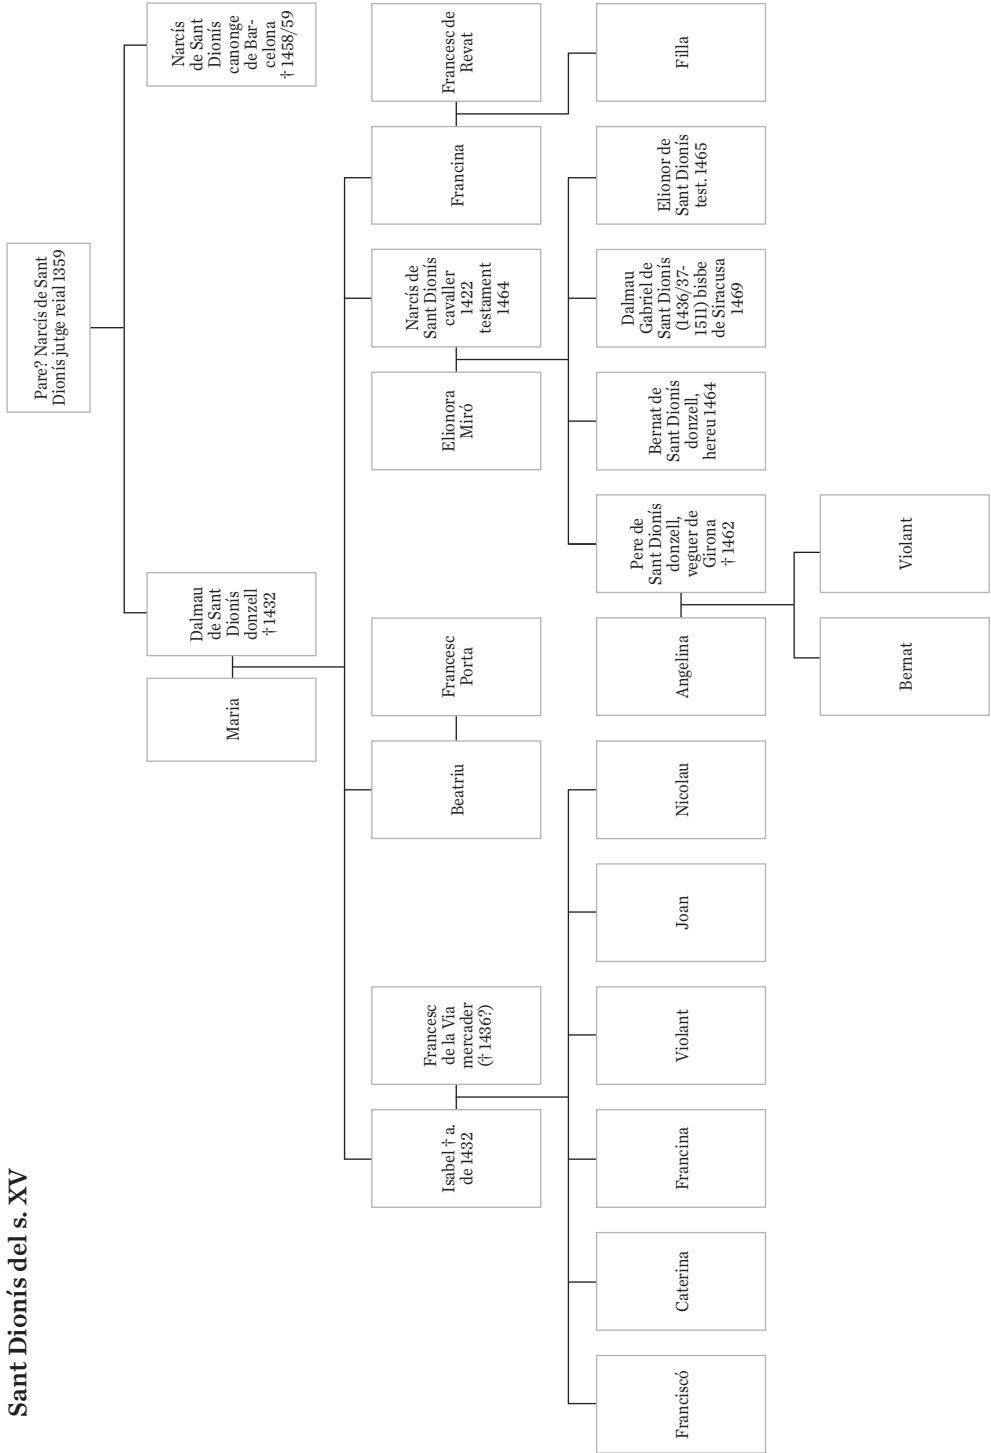 Sant Dionís del s. XV
Pare? Narcís de Sant
Dionís jutge reial 1359
Maria
Dalmau
de Sant
Dionís
donzell
† 1432
Narcís
de Sant
Dionís
canonge
de Bar-
celona
† 1458/59
Isabel † a.
de 1432
Francesc
de la Via
mercader
(† 1436?)
Beatriu
Francesc
Porta
Elionora
Miró
Narcís de
Sant Dionís
cavaller
1422
testament
1464
Francina
Francesc de
Revat
Franciscó
Caterina
Francina
Violant
Joan
Nicolau
Angelina
Pere de
Sant Dionís
donzell,
veguer de
Girona
† 1462
Bernat de
Sant Dionís
donzell,
hereu 1464
Dalmau
Gabriel de
Sant Dionís
(1436/37-
1511) bisbe
de Siracusa
1469
Elionor de
Sant Dionís
test. 1465
Filla
Bernat
Violant